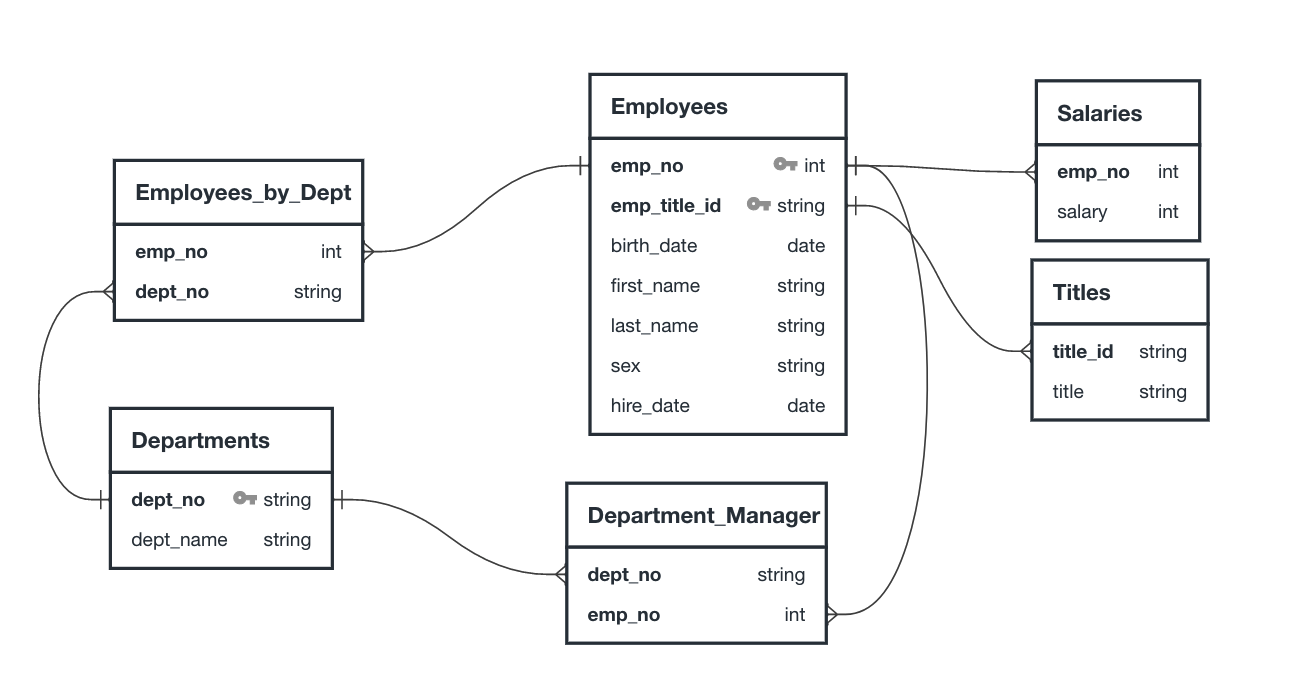 Employees
emp_no int
emp_title_id string
birth_date date
first_name string
last_name string
sex string
hire_date date
Salaries
emp_no int
salary int
Employees_by_Dept
emp_no int
dept_no string
Titles
title_id string
title string
Departments
dept_no string
dept_name string
Department_Manager
dept_no string
emp_no int